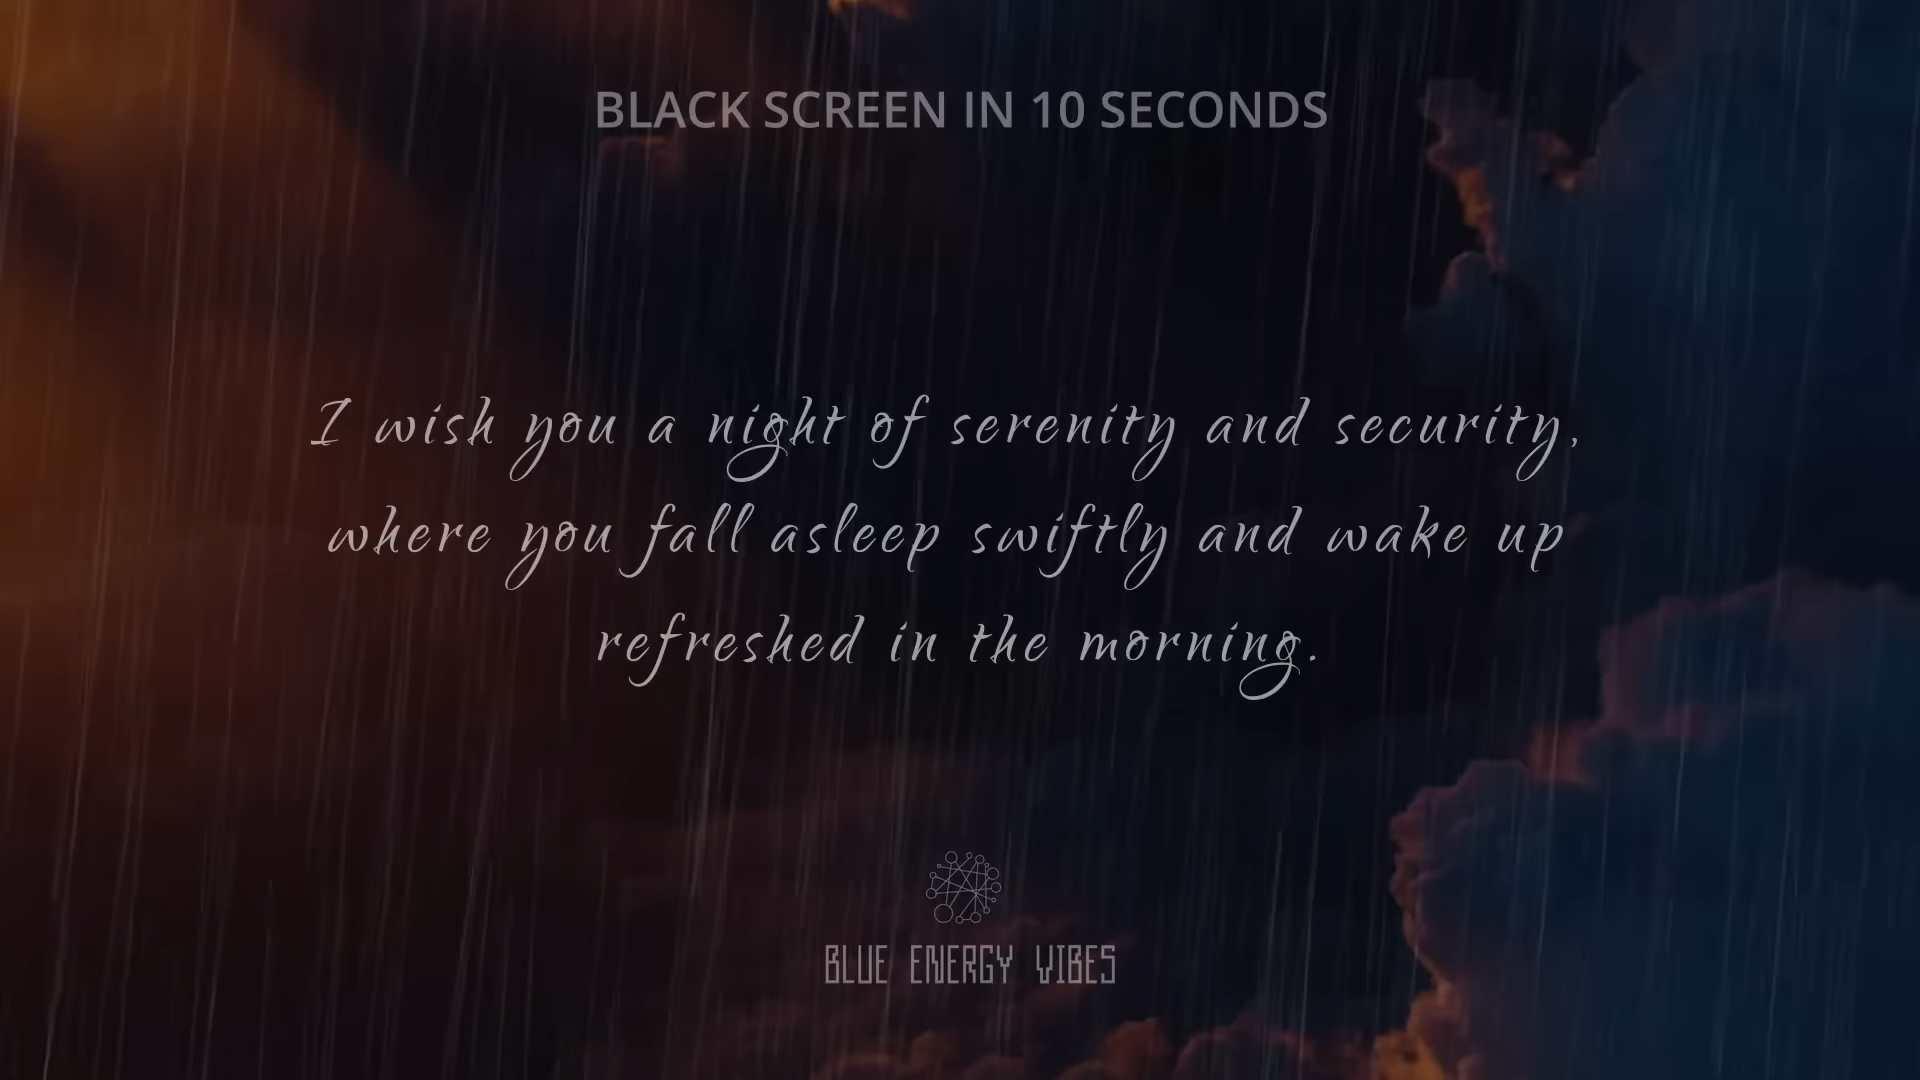 BLACK SCREEN IN 10 SECONDS
I wish you a night of serenity and security,
where you fall asleep swiftly and wake up
refreshed in the morning.
BLUE ENERGY VIBES